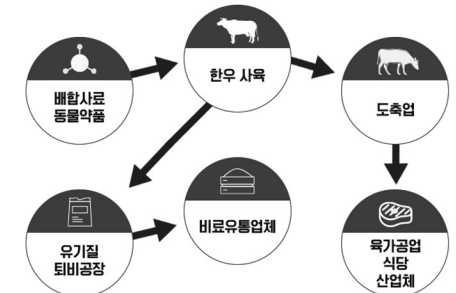 배합사료
동물약품
한우 사육
도축업
유기질
퇴비공장
비료유통업체
육가공업
식당
산업체